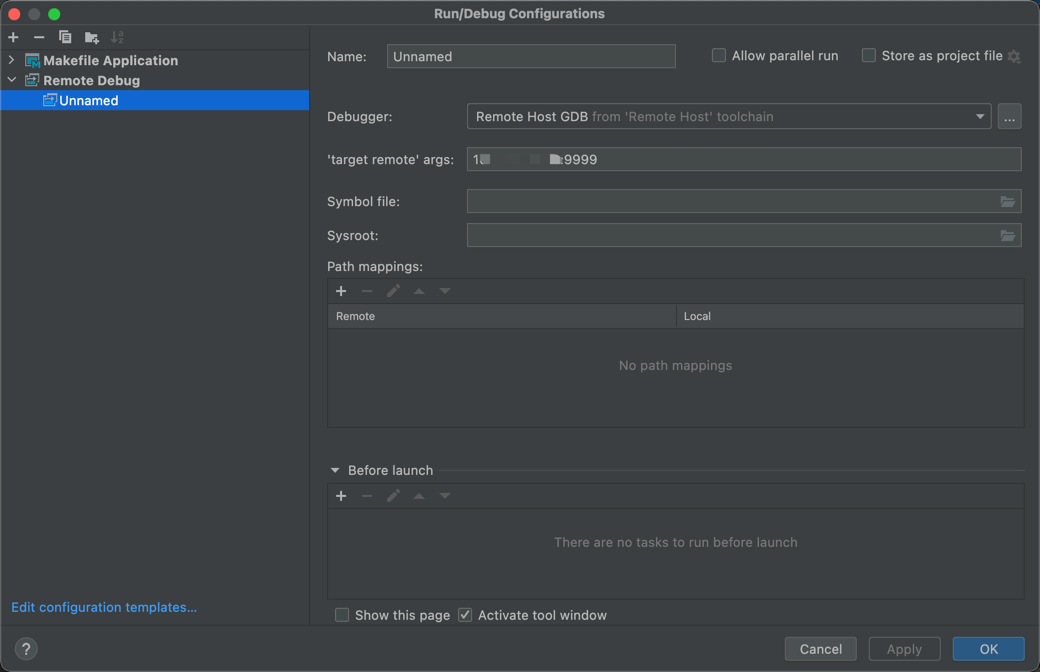 Run/Debug Configurations
Makefile Application
Remote Debug
Unnamed
Name: Unnamed
Allow parallel run
Store as project file
Debugger: Remote Host GDB from 'Remote Host' toolchain
...
'target remote' args: :9999
Symbol file:
Sysroot:
Path mappings:
Remote Local
No path mappings
Before launch
There are no tasks to run before launch
Show this page
Activate tool window
Edit configuration templates...
?
Cancel
Apply
OK